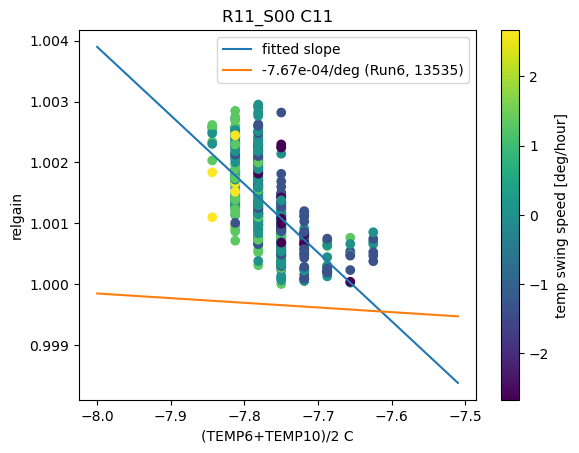 R11_S00 C11
fitted slope
-7.67e-04/deg (Run6, 13535)
1.004
1.003
1.002
1.001
1.000
0.999
relgain
−8.0
−7.9
−7.8
−7.7
−7.6
−7.5
(TEMP6+TEMP10)/2 C
2
1
0
−1
−2
temp swing speed [deg/hour]